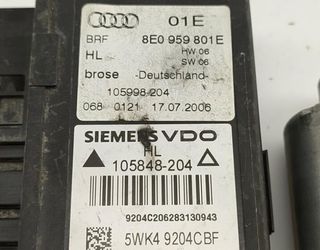 01E
BRF 8E0 959 801E
HL HW 06
SW 06
brose -Deutschland-
105998-204
068 0121 17.07.2006
SIEMENS VDO
HL
105848-204
9204C206283130943
5WK4 9204CBF